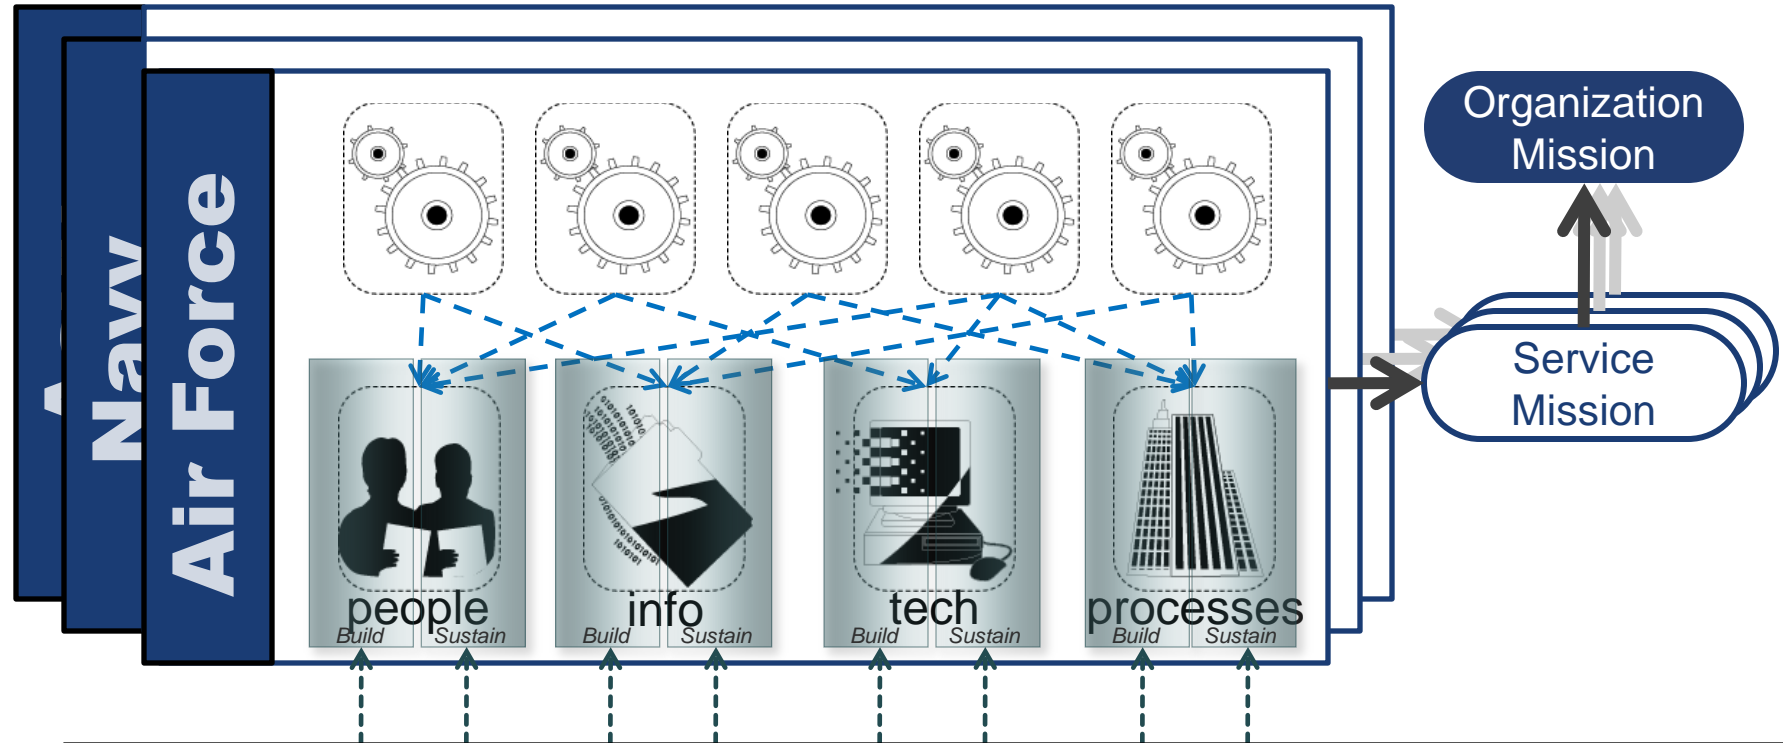 Navy
Air Force
Organization
Mission
Service
Mission
people
Build Sustain
info
Build Sustain
tech
Build Sustain
processes
Build Sustain